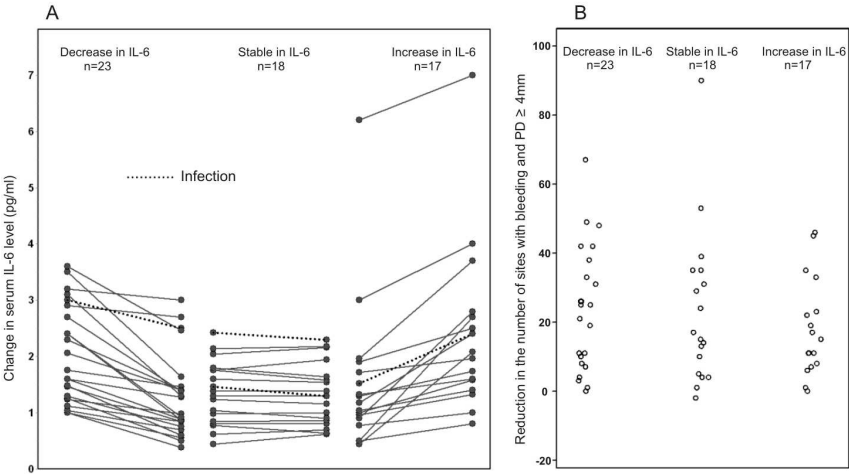 A
Change in serum IL-6 level (pg/ml)
7
6
5
4
3
2
1
0
Decrease in IL-6
n=23
Stable in IL-6
n=18
Increase in IL-6
n=17
Infection
B
Reduction in the number of sites with bleeding and PD ≥ 4mm
100
80
60
40
20
0
-20
Decrease in IL-6
n=23
Stable in IL-6
n=18
Increase in IL-6
n=17